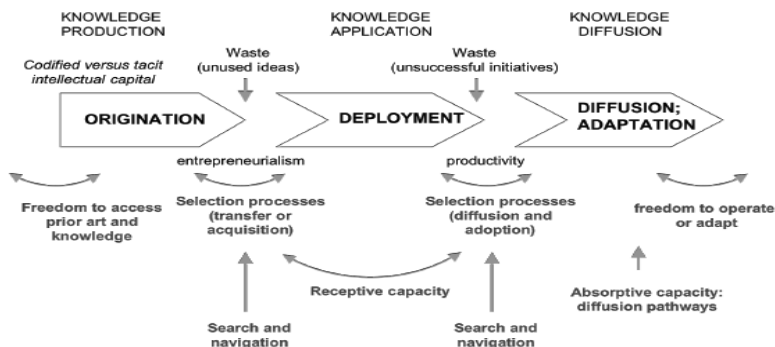 KNOWLEDGE
PRODUCTION
KNOWLEDGE
APPLICATION
KNOWLEDGE
DIFFUSION
Codified versus tacit
intellectual capital
Waste
(unused ideas)
Waste
(unsuccessful initiatives)
ORIGINATION
DEPLOYMENT
DIFFUSION;
ADAPTATION
entrepreneurialism
productivity
Freedom to access
prior art and
knowledge
Selection processes
(transfer or
acquisition)
Selection processes
(diffusion and
adoption)
freedom to operate
or adapt
Receptive capacity
Absorptive capacity:
diffusion pathways
Search and
navigation
Search and
navigation